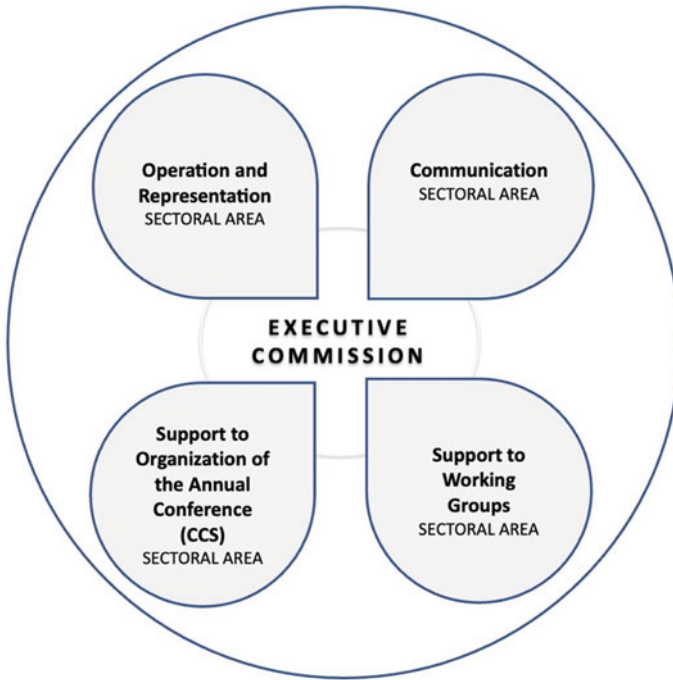 Operation and
Representation
SECTORAL AREA
Communication
SECTORAL AREA
EXECUTIVE
COMMISSION
Support to
Organization of
the Annual
Conference
(CCS)
SECTORAL AREA
Support to
Working
Groups
SECTORAL AREA